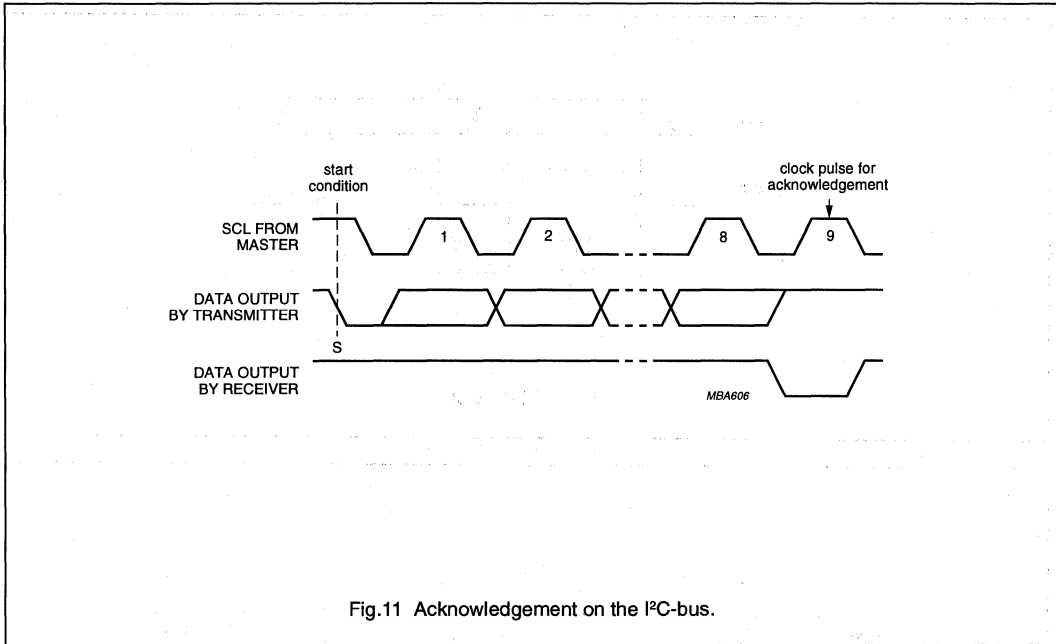 start
condition
clock pulse for
acknowledgement
SCL FROM
MASTER
1
2
8
9
DATA OUTPUT
BY TRANSMITTER
S
DATA OUTPUT
BY RECEIVER
MBA606
Fig.11 Acknowledgement on the I²C-bus.